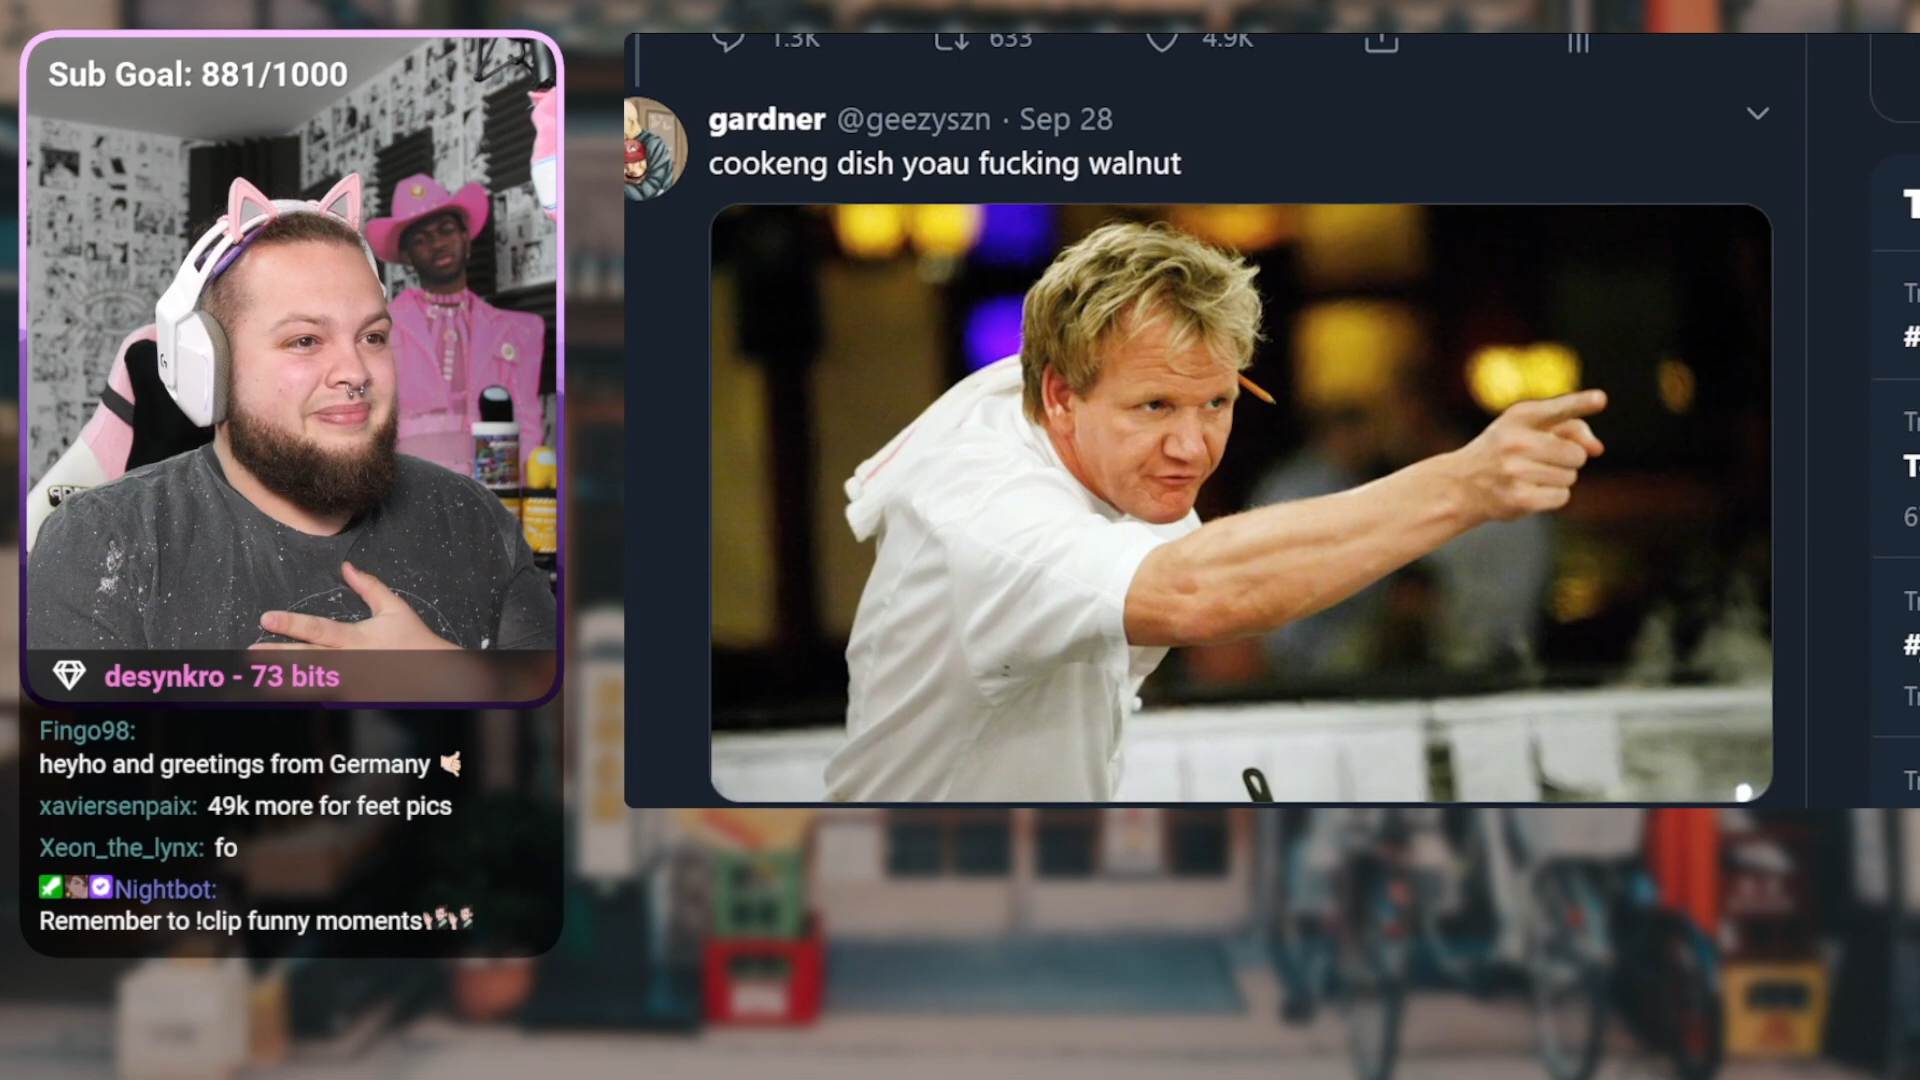 Sub Goal: 881/1000
desynkro - 73 bits
Fingo98:
heyho and greetings from Germany 🤙🏻
xaviersenpaix: 49k more for feet pics
Xeon_the_lynx: fo
Nightbot:
Remember to !clip funny moments
1.3K 633 4.9K
gardner @geezyszn · Sep 28
cookeng dish yoau fucking walnut